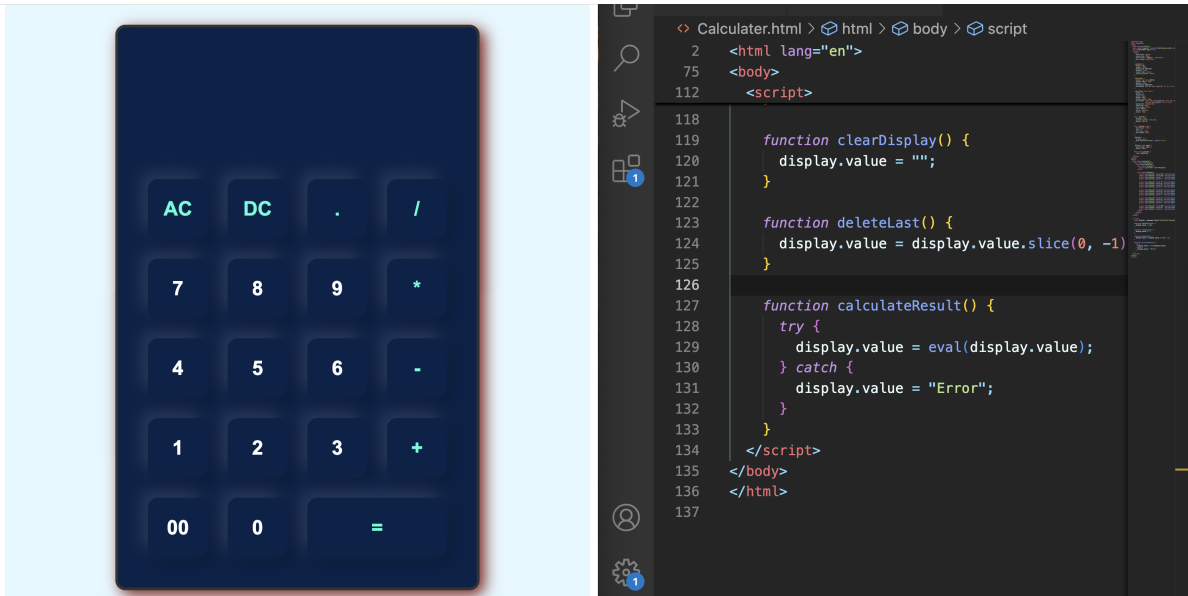 AC DC . /
7 8 9 *
4 5 6 -
1 2 3 +
00 0 =
Calculater.html > html > body > script
2 <html lang="en">
75 <body>
112 <script>
118
119 function clearDisplay() {
120 display.value = "";
121 }
122
123 function deleteLast() {
124 display.value = display.value.slice(0, -1)
125 }
126
127 function calculateResult() {
128 try {
129 display.value = eval(display.value);
130 } catch {
131 display.value = "Error";
132 }
133 }
134 </script>
135 </body>
136 </html>
137
1
1